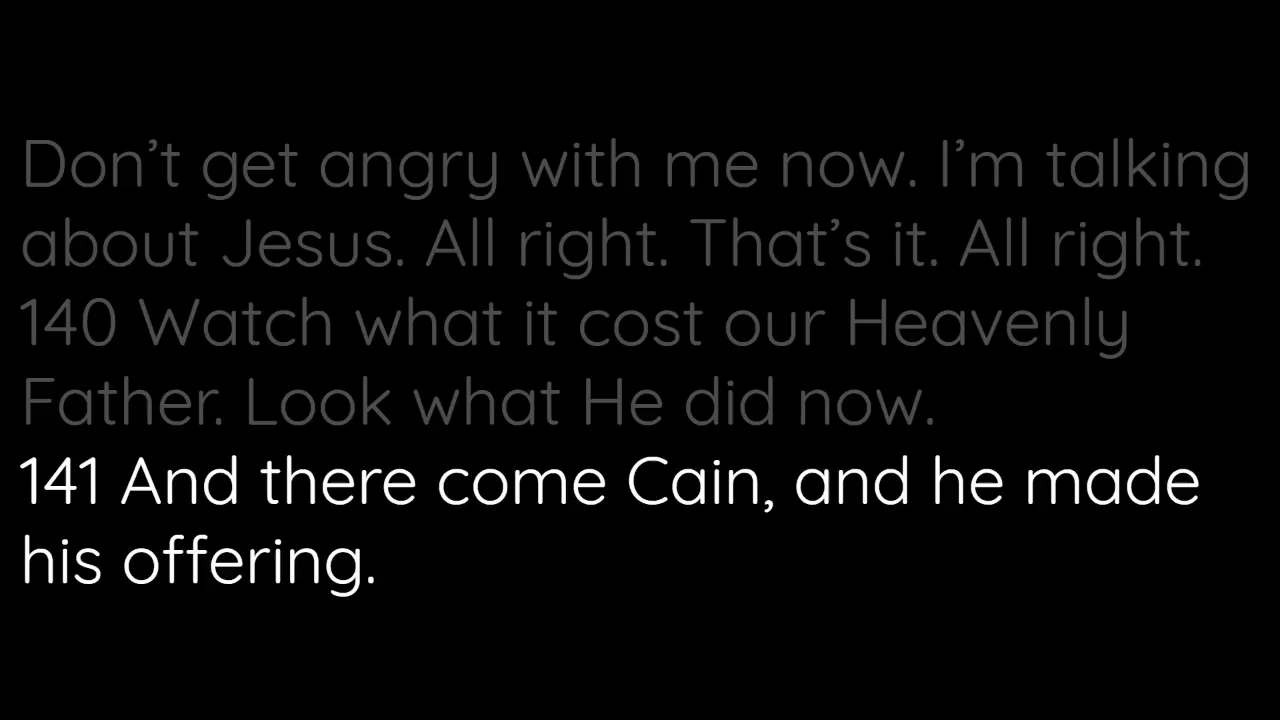 Don’t get angry with me now. I’m talking
about Jesus. All right. That’s it. All right.
140 Watch what it cost our Heavenly
Father. Look what He did now.
141 And there come Cain, and he made
his offering.